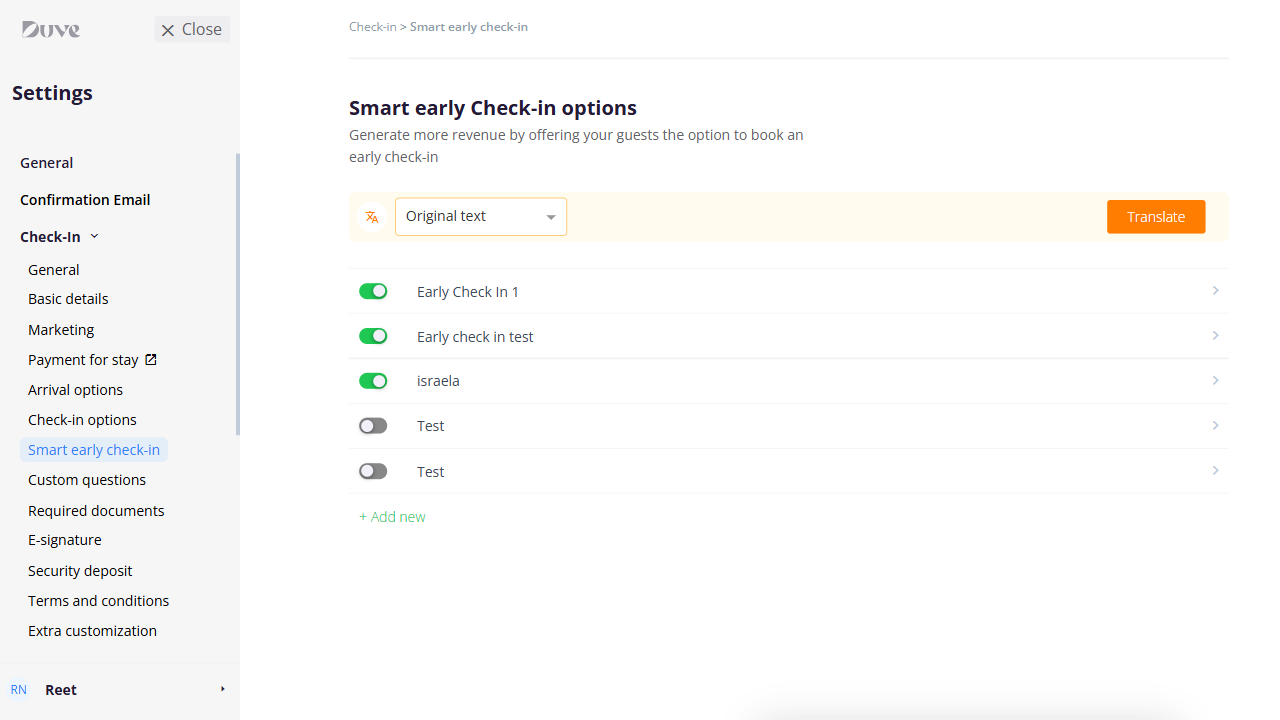 Duve
Close
Settings
General
Confirmation Email
Check-In
General
Basic details
Marketing
Payment for stay
Arrival options
Check-in options
Smart early check-in
Custom questions
Required documents
E-signature
Security deposit
Terms and conditions
Extra customization
RN Reet
Check-in > Smart early check-in
Smart early Check-in options
Generate more revenue by offering your guests the option to book an
early check-in
Original text
Translate
Early Check In 1
Early check in test
israela
Test
Test
+ Add new